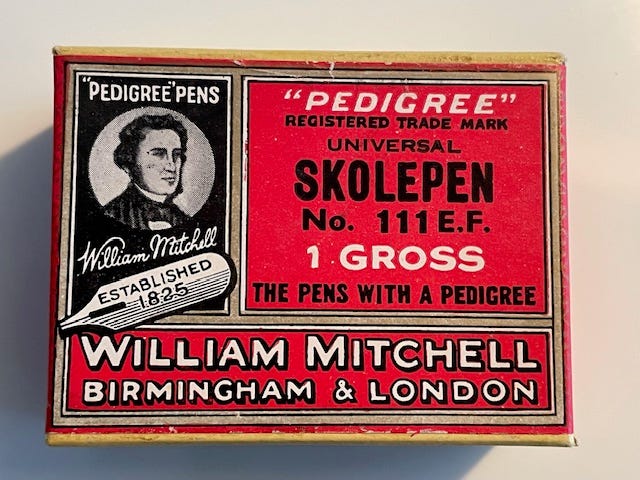 "PEDIGREE" PENS
William Mitchell
ESTABLISHED
1825
"PEDIGREE"
REGISTERED TRADE MARK
UNIVERSAL
SKOLEPEN
No. 111 E.F.
1 GROSS
THE PENS WITH A PEDIGREE
WILLIAM MITCHELL
BIRMINGHAM & LONDON